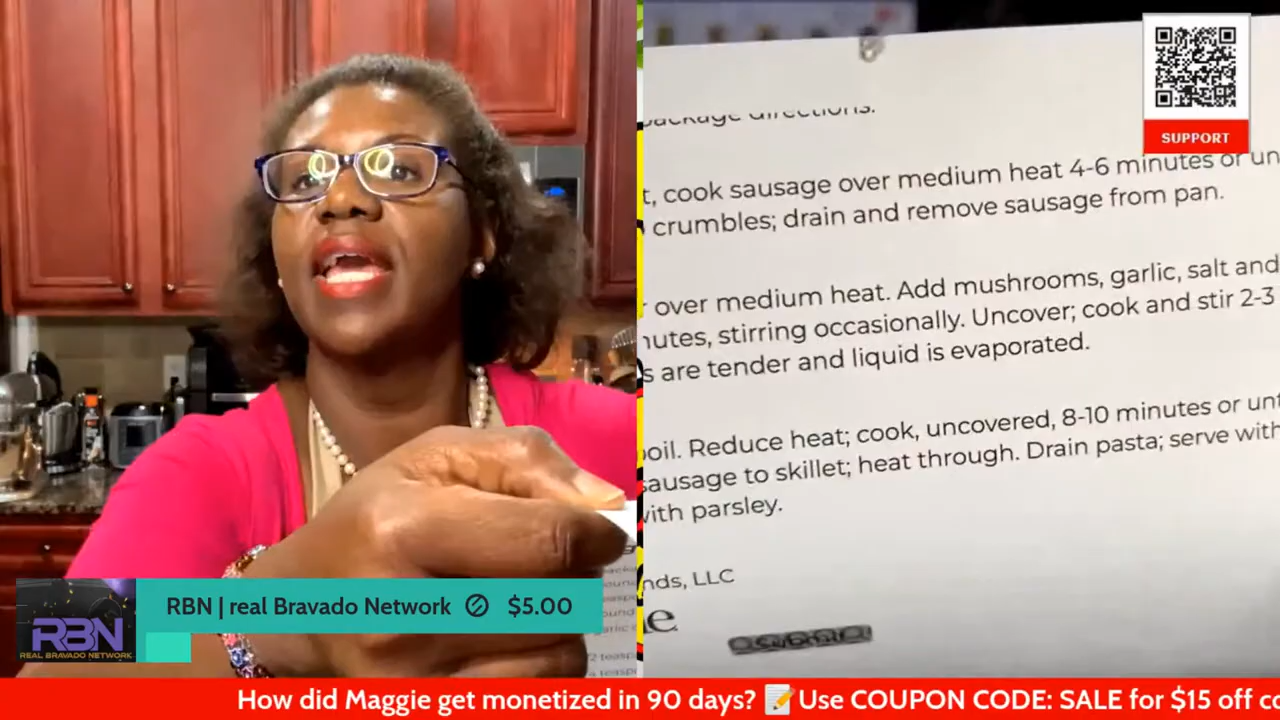 package directions.
SUPPORT
t, cook sausage over medium heat 4-6 minutes or un
crumbles; drain and remove sausage from pan.
over medium heat. Add mushrooms, garlic, salt and
nutes, stirring occasionally. Uncover; cook and stir 2-3
s are tender and liquid is evaporated.
oil. Reduce heat; cook, uncovered, 8-10 minutes or unt
sausage to skillet; heat through. Drain pasta; serve with
with parsley.
nds, LLC
RBN | real Bravado Network $5.00
RBN
REAL BRAVADO NETWORK
How did Maggie get monetized in 90 days? 📝 Use COUPON CODE: SALE for $15 off co